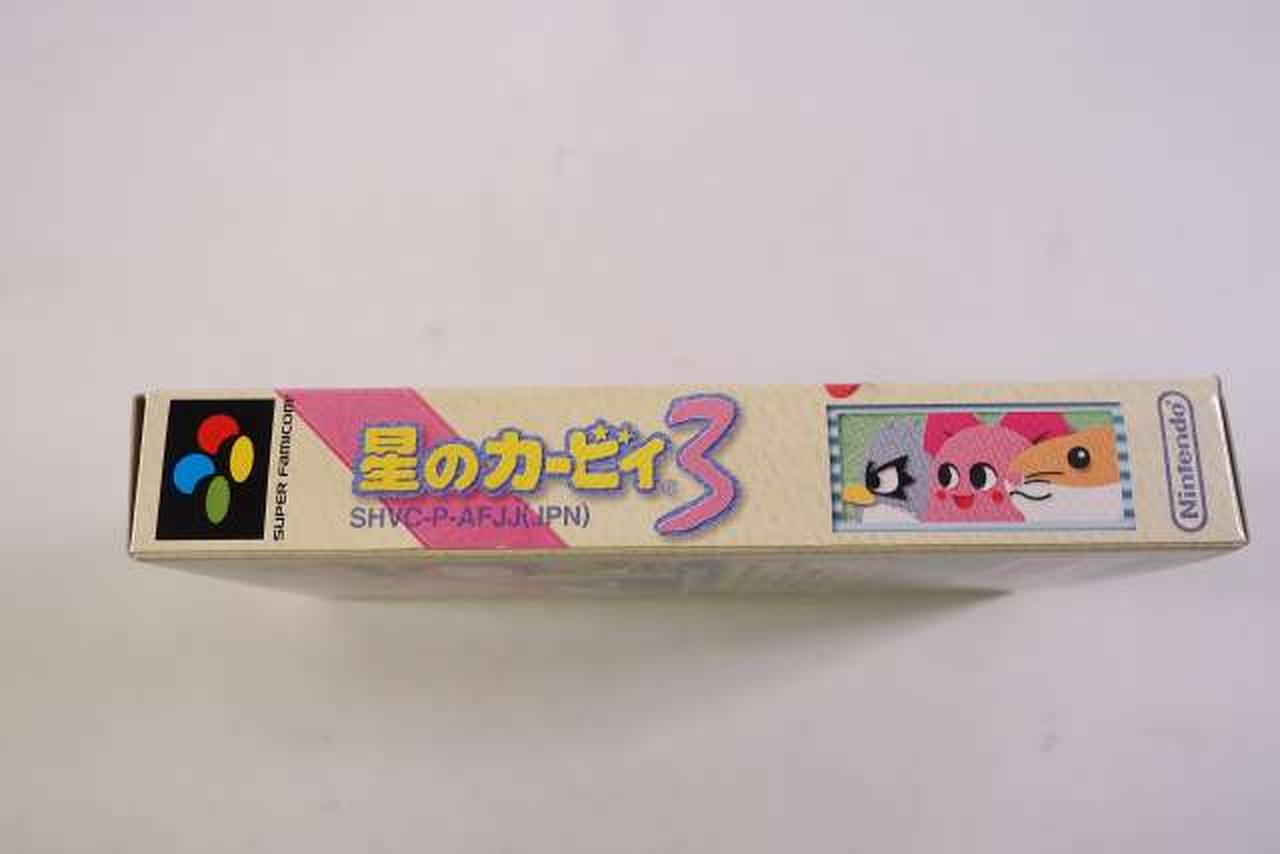 SUPER FAMICOM
星のカービィ3
SHVC-P-AFJJ(JPN)
Nintendo